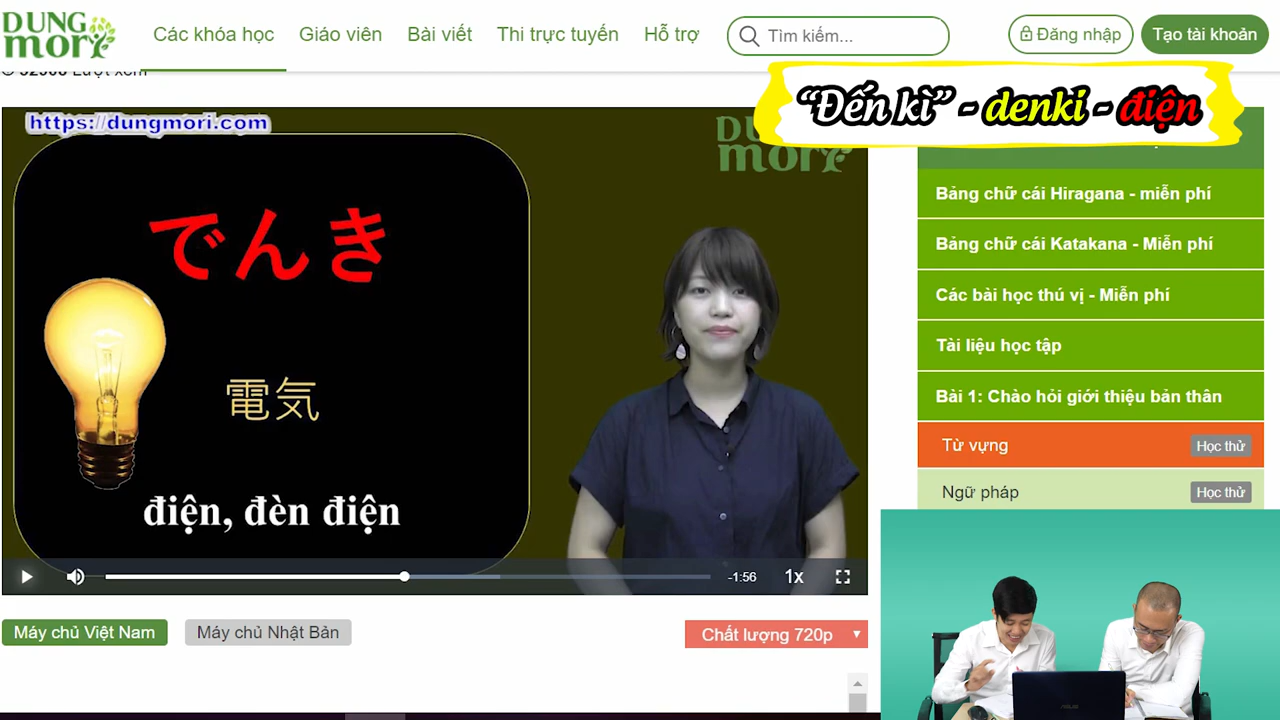 DUNG
mori
Các khóa học
Giáo viên
Bài viết
Thi trực tuyến
Hỗ trợ
Tìm kiếm...
Đăng nhập
Tạo tài khoản
Lượt xem
“Đến kì” - denki - điện
https://dungmori.com
でんき
電気
điện, đèn điện
mori
-1:56
1x
Bảng chữ cái Hiragana - miễn phí
Bảng chữ cái Katakana - Miễn phí
Các bài học thú vị - Miễn phí
Tài liệu học tập
Bài 1: Chào hỏi giới thiệu bản thân
Từ vựng
Học thử
Ngữ pháp
Học thử
Máy chủ Việt Nam
Máy chủ Nhật Bản
Chất lượng 720p